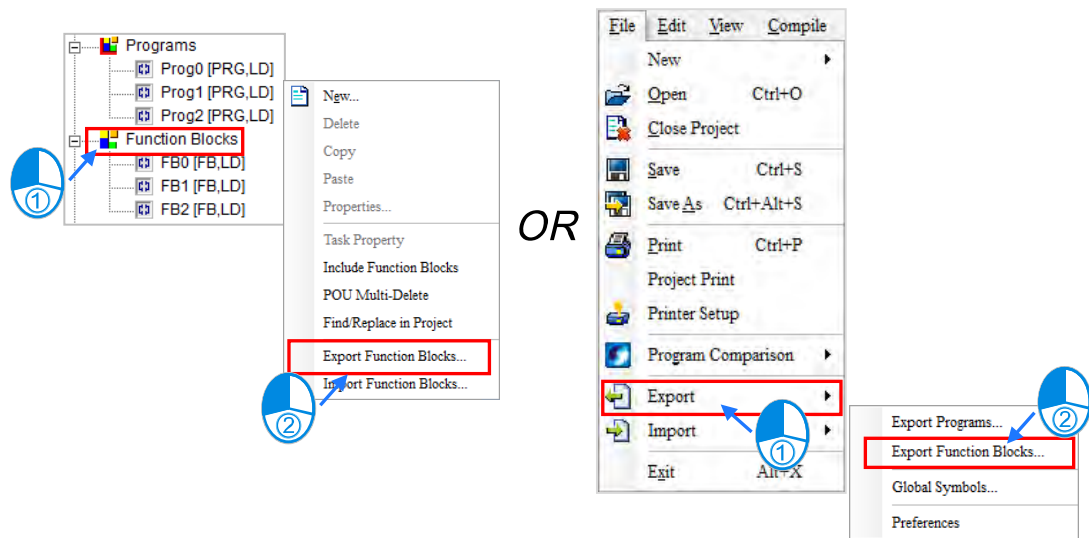 Programs
Prog0 [PRG,LD]
Prog1 [PRG,LD]
Prog2 [PRG,LD]
Function Blocks
FB0 [FB,LD]
FB1 [FB,LD]
FB2 [FB,LD]
①
New...
Delete
Copy
Paste
Properties...
Task Property
Include Function Blocks
POU Multi-Delete
Find/Replace in Project
Export Function Blocks...
Import Function Blocks...
②
OR
File Edit View Compile
New
Open Ctrl+O
Close Project
Save Ctrl+S
Save As Ctrl+Alt+S
Print Ctrl+P
Project Print
Printer Setup
Program Comparison
Export
Import
Exit Alt+X
①
Export Programs...
Export Function Blocks...
Global Symbols...
Preferences
②